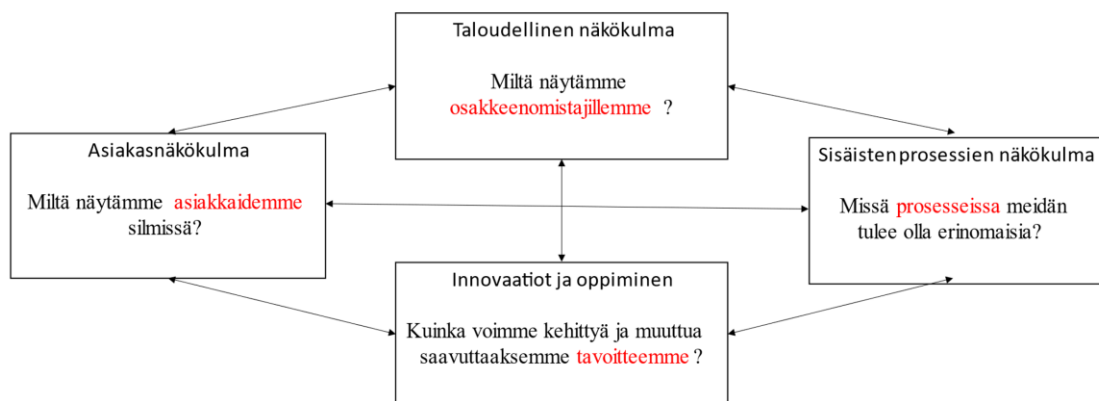 Taloudellinen näkökulma
Miltä näytämme
osakkeenomistajillemme ?
Asiakasnäkökulma
Miltä näytämme asiakkaidemme
silmissä?
Sisäisten prosessien näkökulma
Missä prosesseissa meidän
tulee olla erinomaisia?
Innovaatiot ja oppiminen
Kuinka voimme kehittyä ja muuttua
saavuttaaksemme tavoitteemme ?